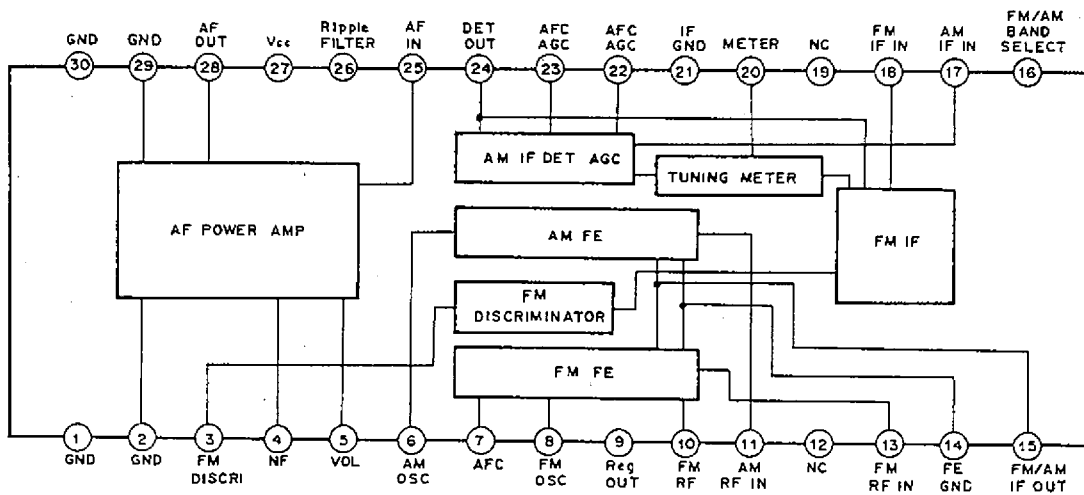 GND
GND
AF OUT
Vcc
Ripple FILTER
AF IN
DET OUT
AFC AGC
AFC AGC
IF GND
METER
NC
FM IF IN
AM IF IN
FM/AM BAND SELECT
30
29
28
27
26
25
24
23
22
21
20
19
18
17
16
AM IF DET AGC
TUNING METER
AF POWER AMP
AM FE
FM IF
FM DISCRIMINATOR
FM FE
1
2
3
4
5
6
7
8
9
10
11
12
13
14
15
GND
GND
FM DISCRI
NF
VOL
AM OSC
AFC
FM OSC
Reg OUT
FM RF
AM RF IN
NC
FM RF IN
FE GND
FM/AM IF OUT